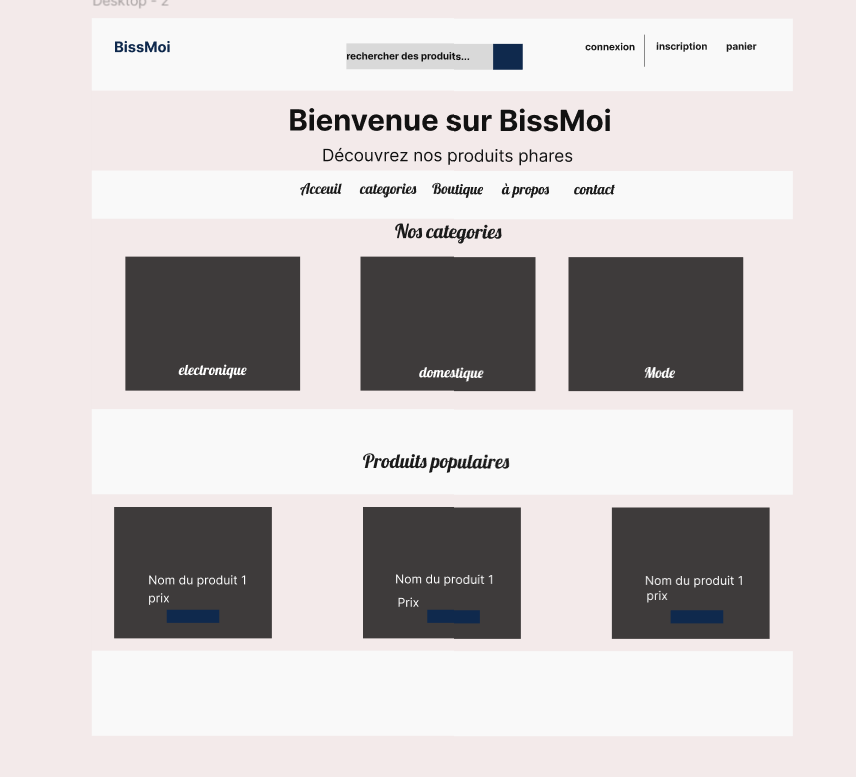 Desktop - 2
BissMoi
rechercher des produits...
connexion
inscription
panier
Bienvenue sur BissMoi
Découvrez nos produits phares
Acceuil categories Boutique à propos contact
Nos categories
electronique
domestique
Mode
Produits populaires
Nom du produit 1
prix
Nom du produit 1
Prix
Nom du produit 1
prix